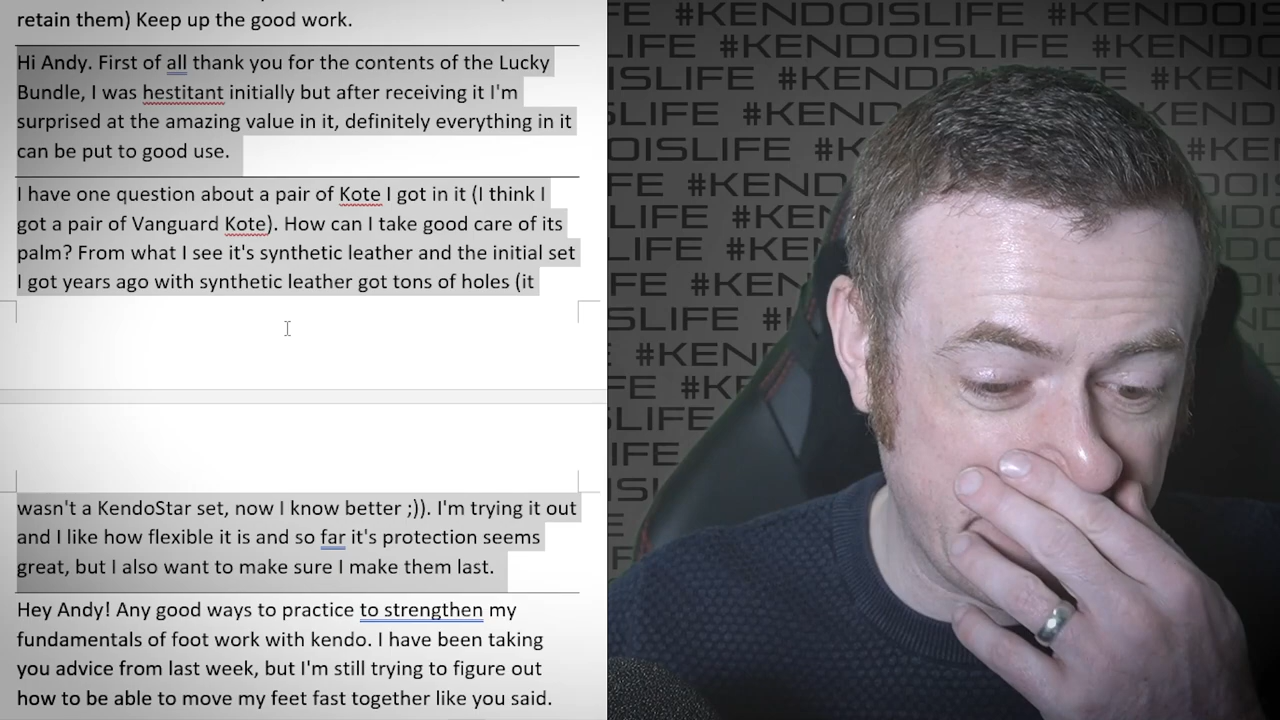 retain them) Keep up the good work.
Hi Andy. First of all thank you for the contents of the Lucky
Bundle, I was hestitant initially but after receiving it I'm
surprised at the amazing value in it, definitely everything in it
can be put to good use.
I have one question about a pair of Kote I got in it (I think I
got a pair of Vanguard Kote). How can I take good care of its
palm? From what I see it's synthetic leather and the initial set
I got years ago with synthetic leather got tons of holes (it
wasn't a KendoStar set, now I know better ;)). I'm trying it out
and I like how flexible it is and so far it's protection seems
great, but I also want to make sure I make them last.
Hey Andy! Any good ways to practice to strengthen my
fundamentals of foot work with kendo. I have been taking
you advice from last week, but I'm still trying to figure out
how to be able to move my feet fast together like you said.
#KENDOISLIFE #KENDOIS
LIFE #KENDOISLIFE #KENDOI
ISLIFE #KENDOISLIFE #KEND